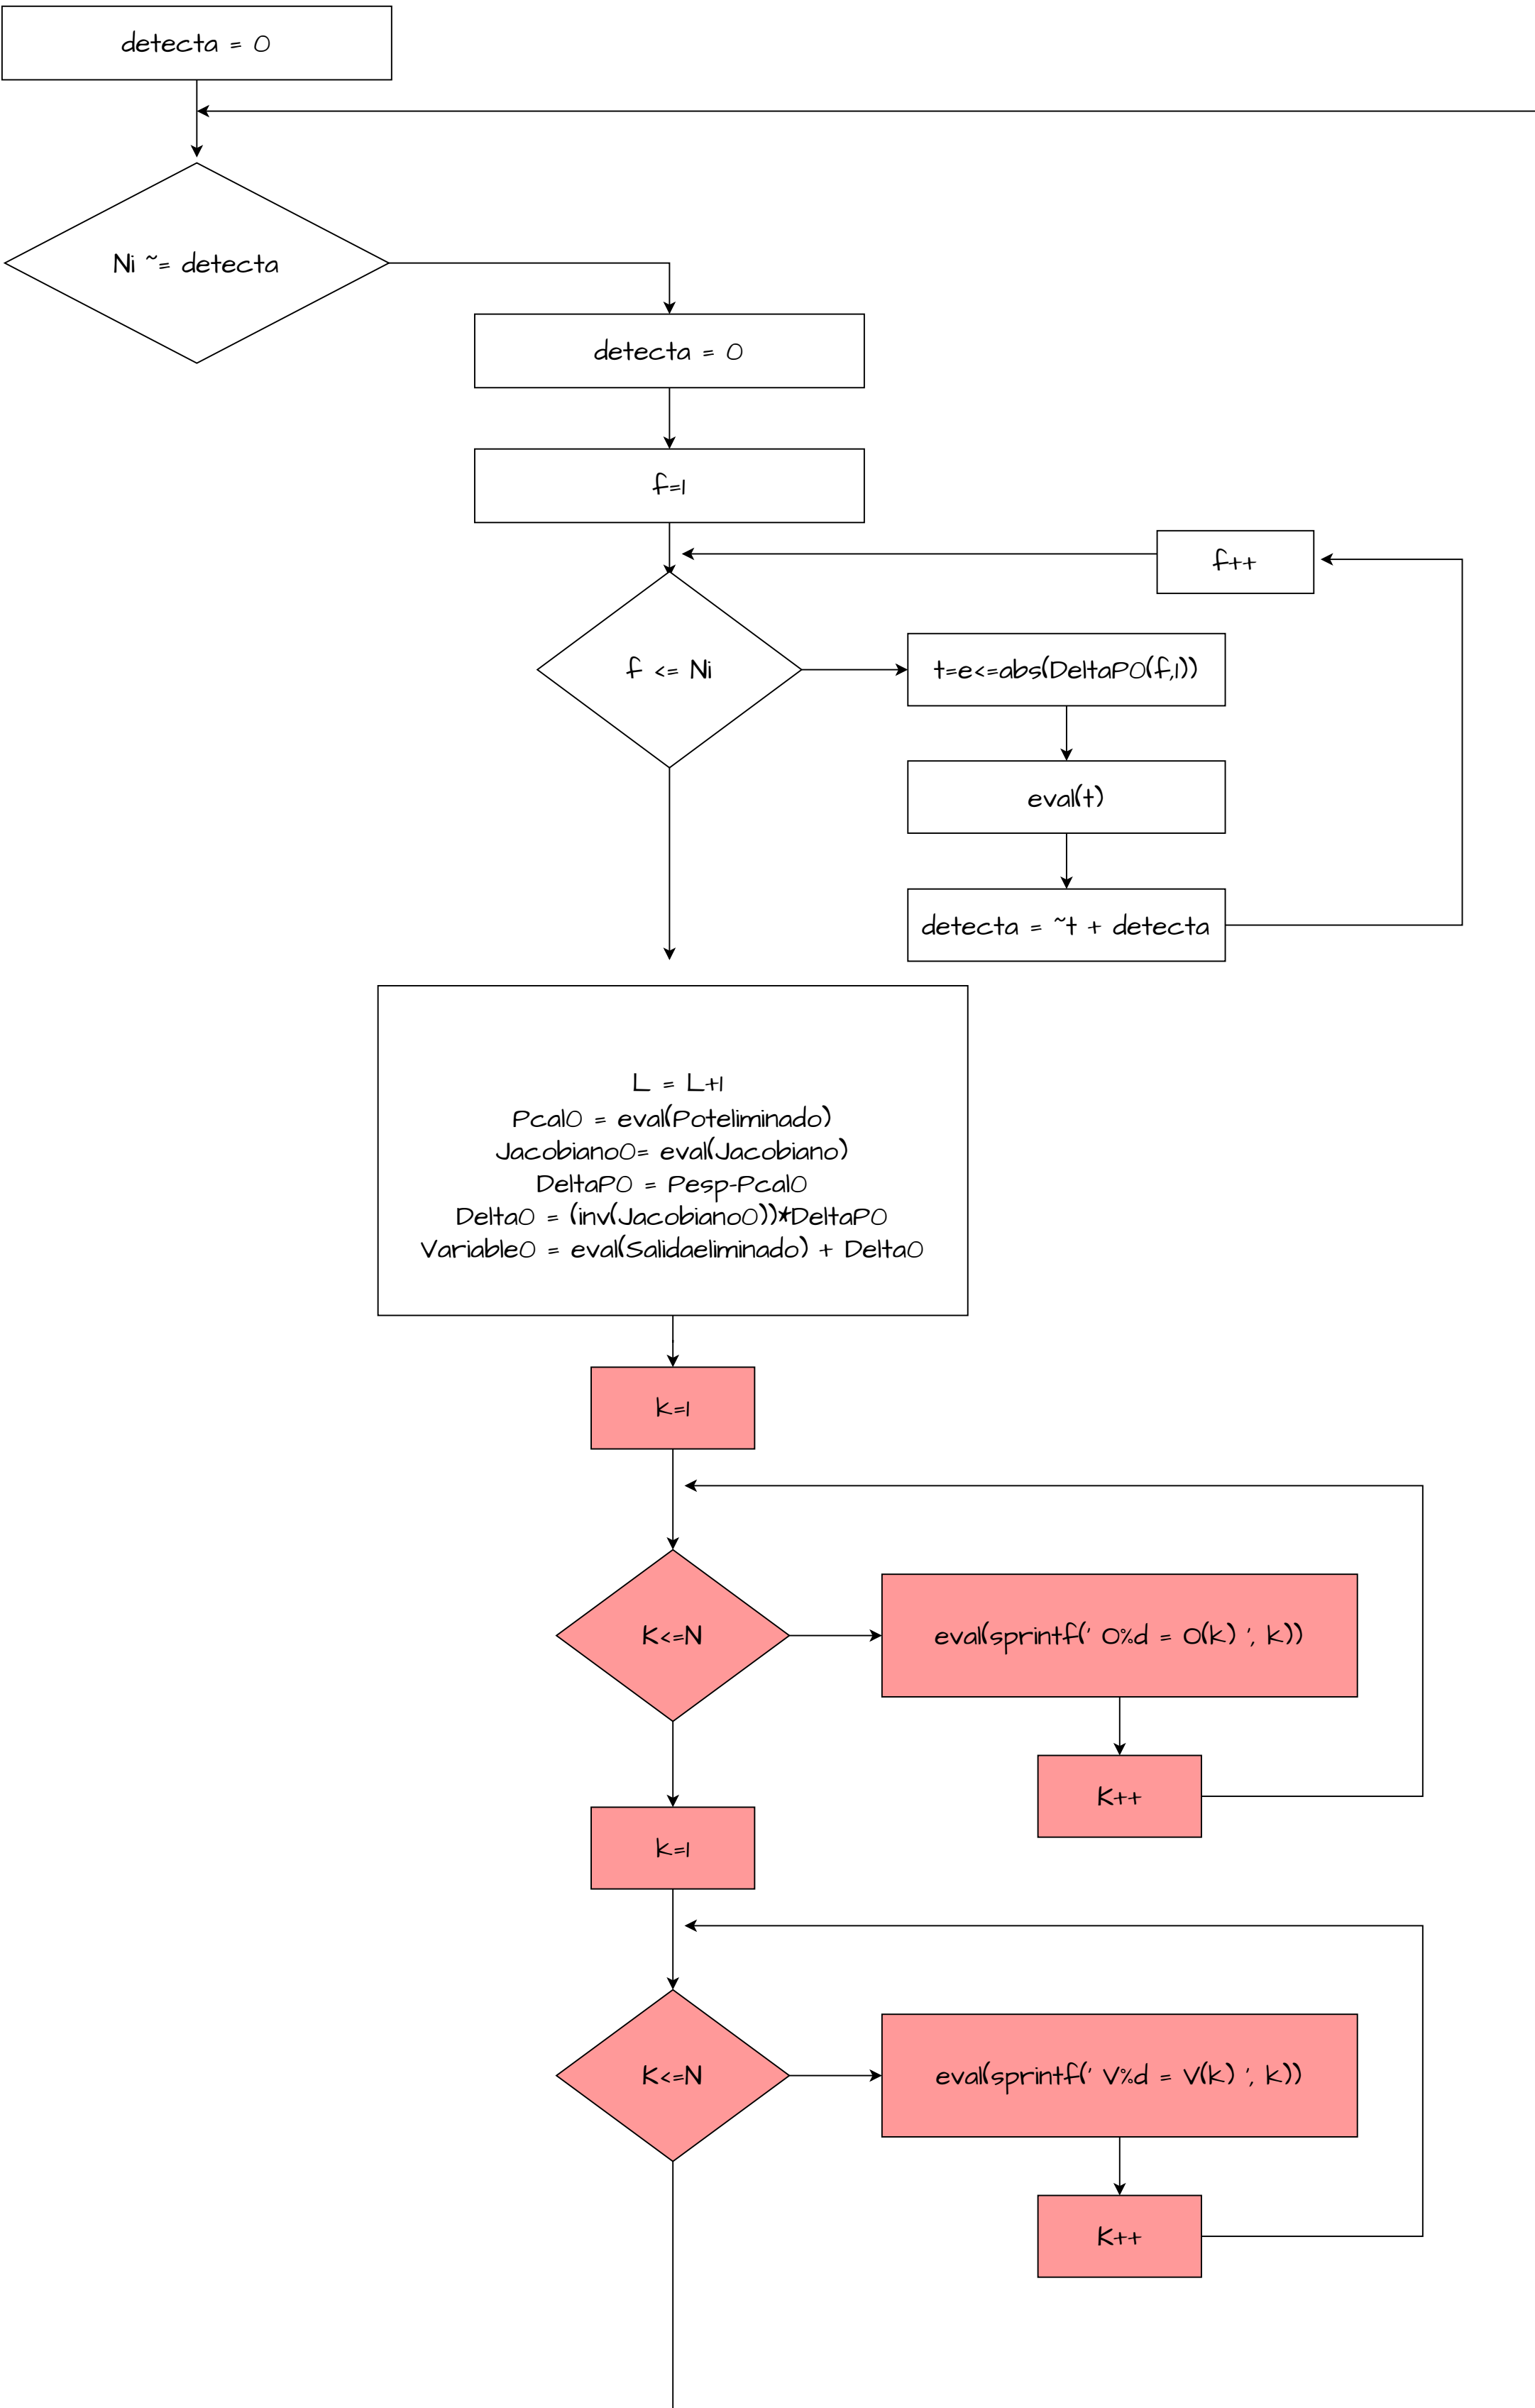 detecta = 0
Ni ~= detecta
detecta = 0
f=1
f++
f <= Ni
t=e<=abs(DeltaP0(f,1))
eval(t)
detecta = ~t + detecta
L = L+1
Pcal0 = eval(Poteliminado)
Jacobiano0= eval(Jacobiano)
DeltaP0 = Pesp-Pcal0
Delta0 = (inv(Jacobiano0))*DeltaP0
Variable0 = eval(Salidaeliminado) + Delta0
k=1
K<=N
eval(sprintf(' O%d = O(k) ', k))
K++
k=1
K<=N
eval(sprintf(' V%d = V(k) ', k))
K++